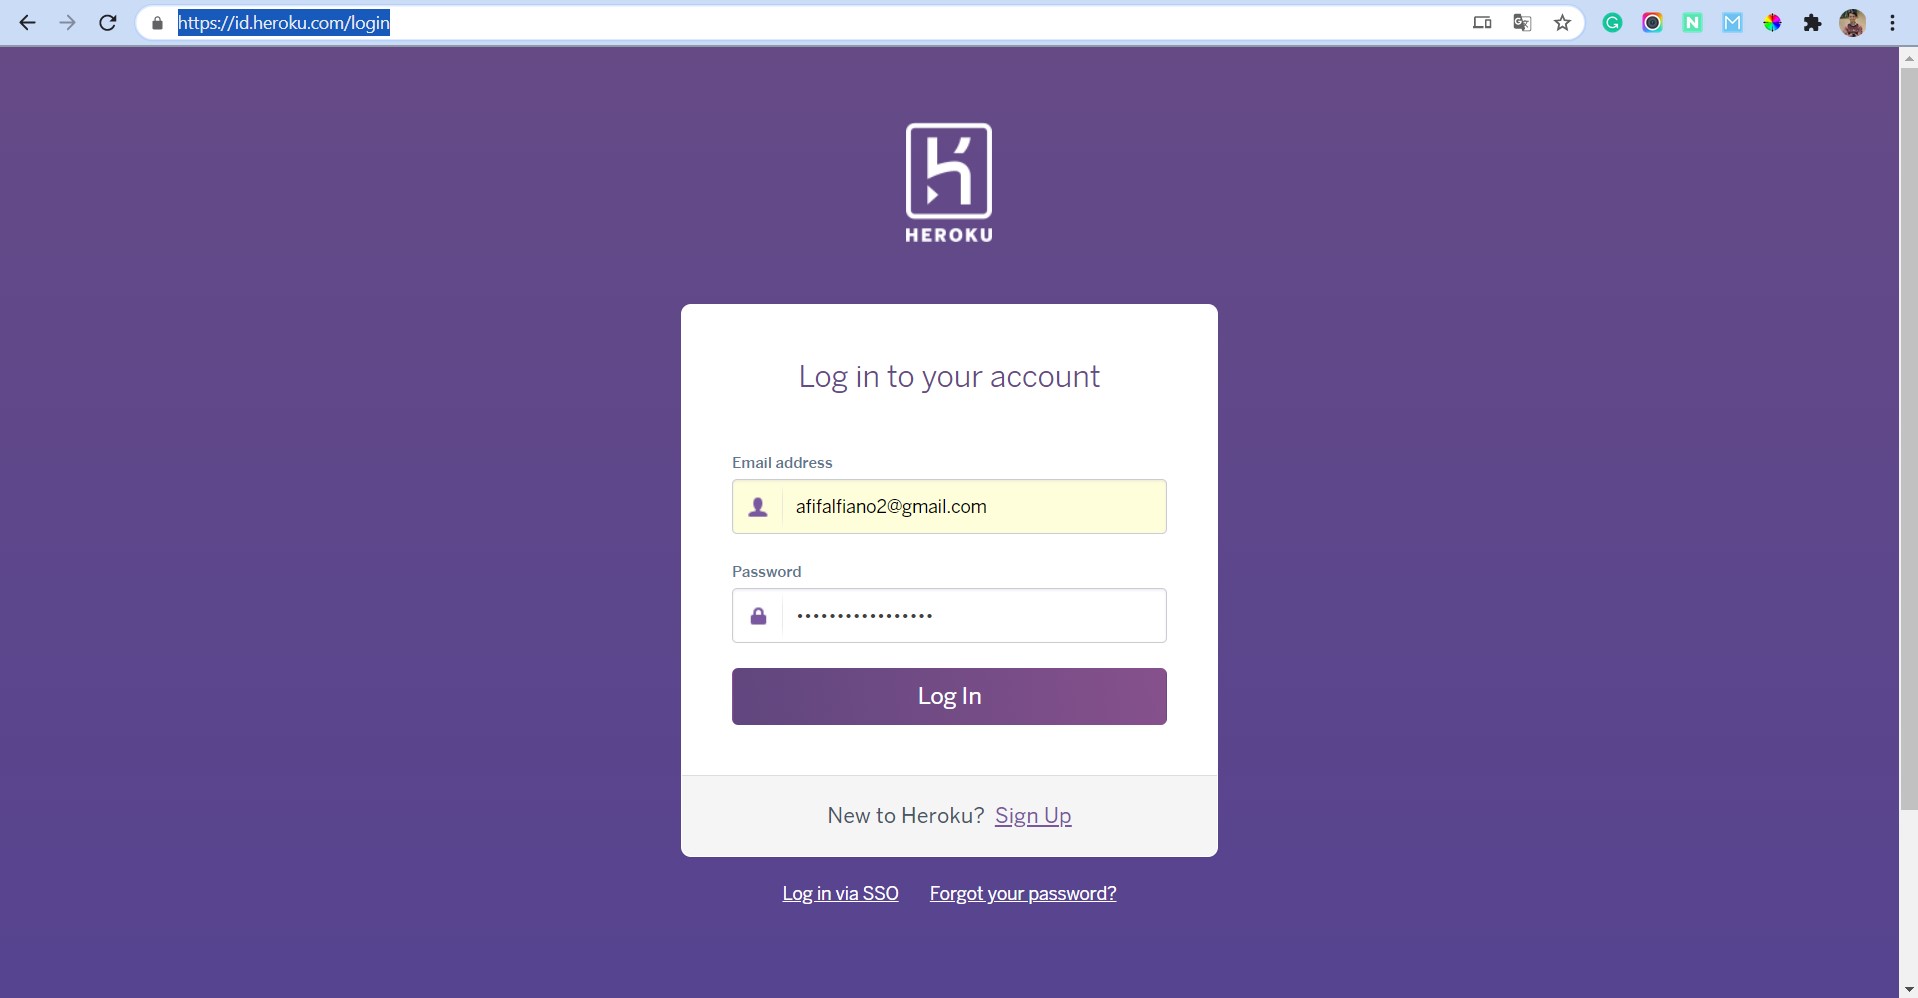 https://id.heroku.com/login
HEROKU
Log in to your account
Email address
afifalfiano2@gmail.com
Password
•••••••••••••••••
Log In
New to Heroku? Sign Up
Log in via SSO Forgot your password?